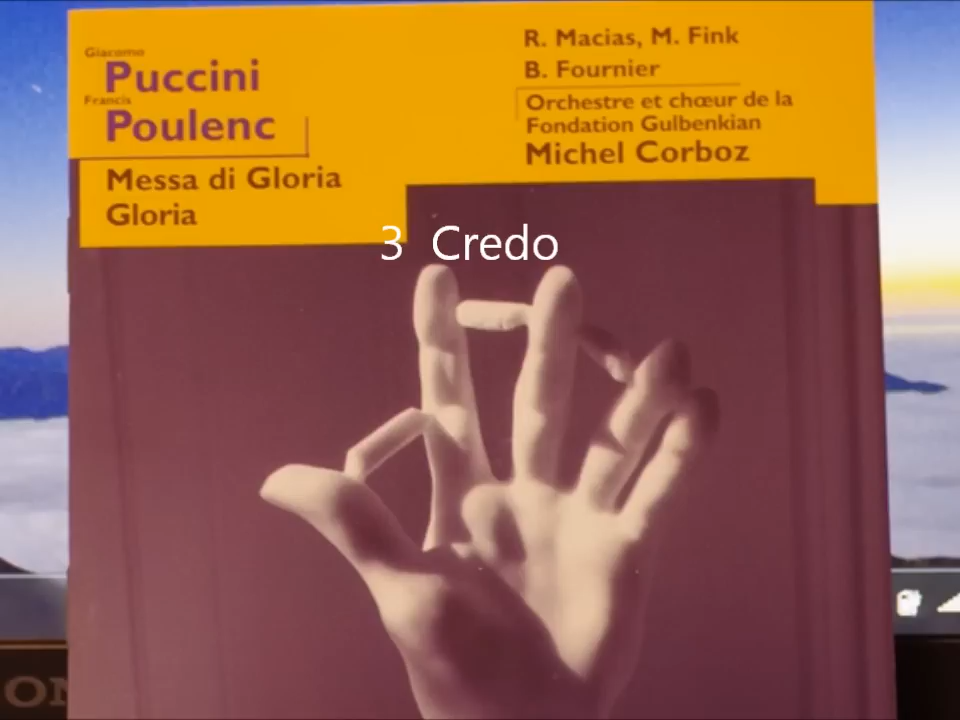 Giacomo
Puccini
Francis
Poulenc
Messa di Gloria
Gloria
R. Macias, M. Fink
B. Fournier
Orchestre et chœur de la
Fondation Gulbenkian
Michel Corboz
3 Credo